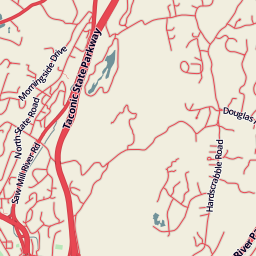 Morningside Drive
Taconic State Parkway
North State Road
Saw Mill River Rd
Douglas
Hardscrabble Road
River